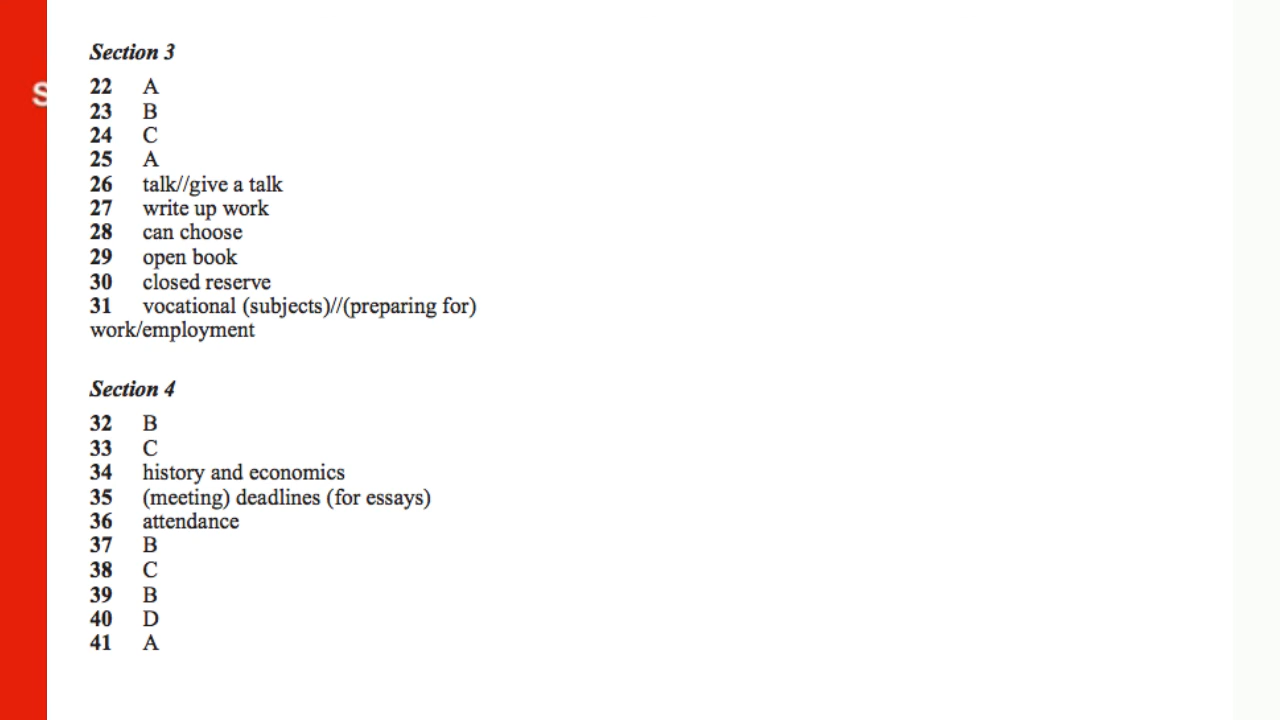 Section 3
S
22 A
23 B
24 C
25 A
26 talk//give a talk
27 write up work
28 can choose
29 open book
30 closed reserve
31 vocational (subjects)//(preparing for)
work/employment
Section 4
32 B
33 C
34 history and economics
35 (meeting) deadlines (for essays)
36 attendance
37 B
38 C
39 B
40 D
41 A